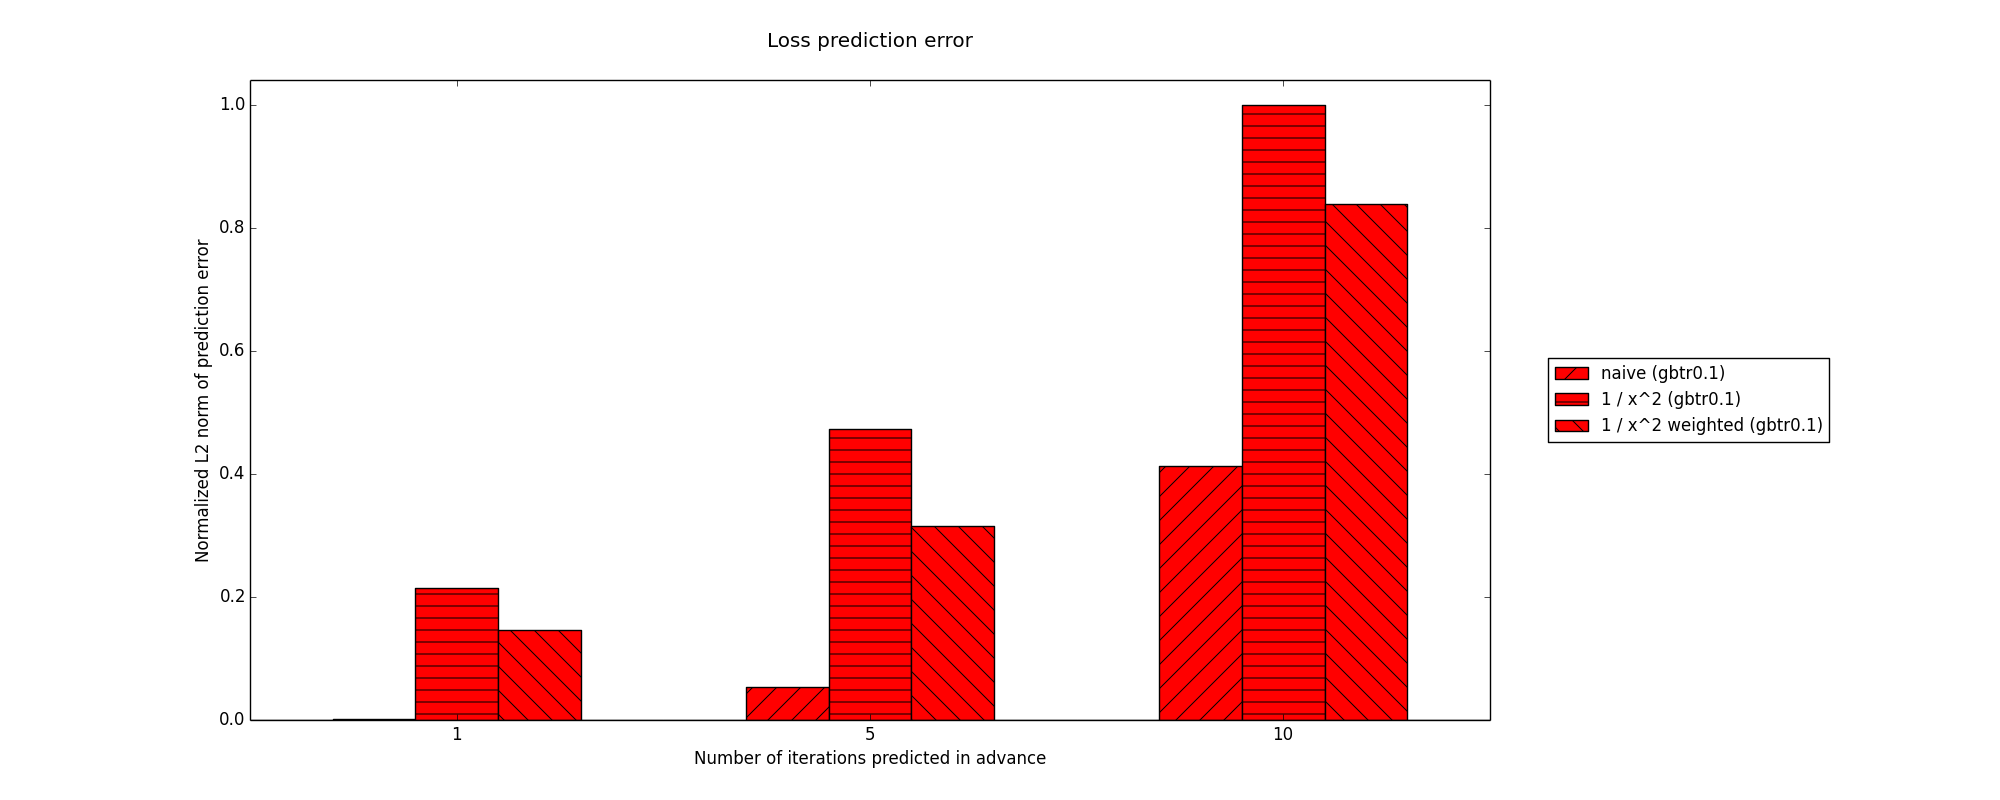 Loss prediction error
Normalized L2 norm of prediction error
1.0
0.8
0.6
0.4
0.2
0.0
1 5 10
Number of iterations predicted in advance
naive (gbtr0.1)
1 / x^2 (gbtr0.1)
1 / x^2 weighted (gbtr0.1)